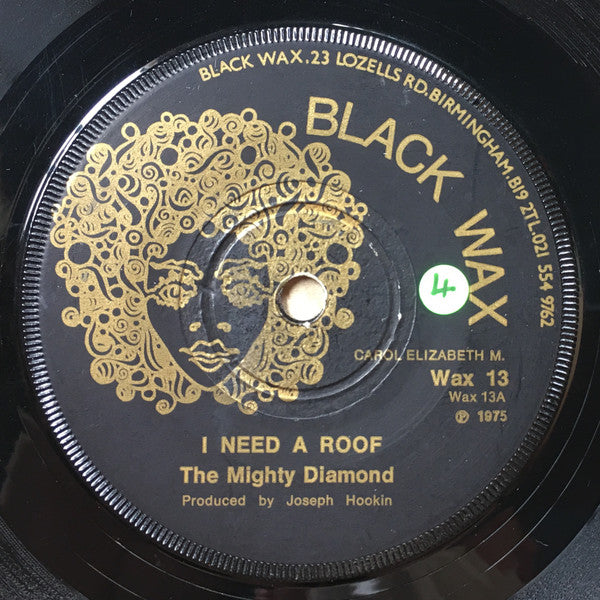 BLACK WAX.23 LOZELLS RD.BIRMINGHAM.B19 2TL.021 554 9762
BLACK WAX
4
CAROL ELIZABETH M.
Wax 13
Wax 13A
℗ 1975
I NEED A ROOF
The Mighty Diamond
Produced by Joseph Hookin